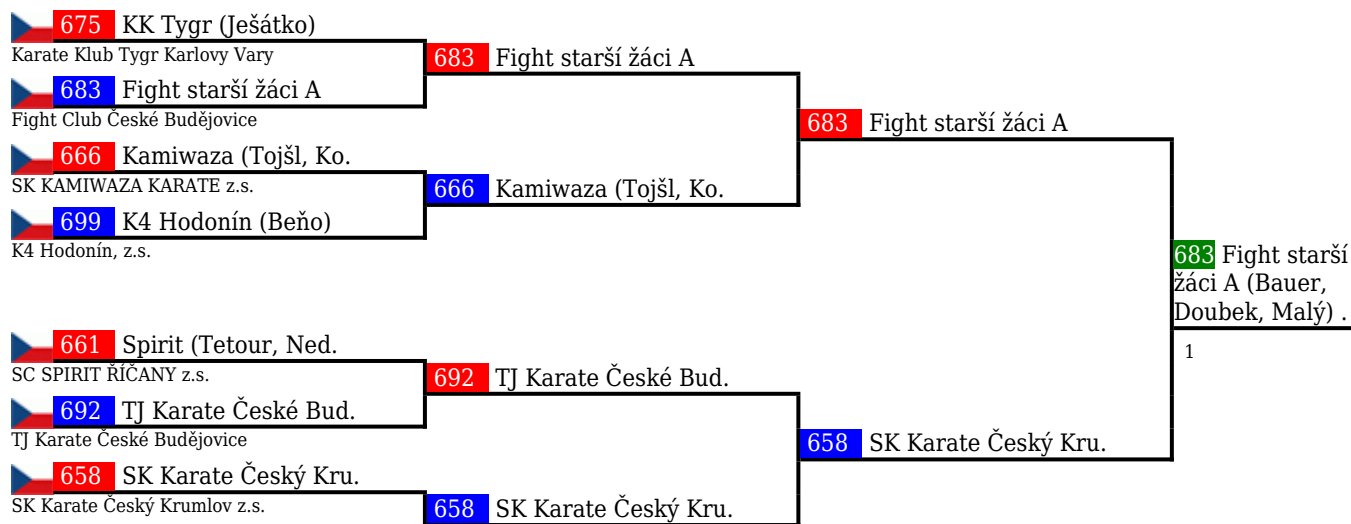 675 KK Tygr (Ješátko)
Karate Klub Tygr Karlovy Vary
683 Fight starší žáci A
683 Fight starší žáci A
Fight Club České Budějovice
683 Fight starší žáci A
666 Kamiwaza (Tojšl, Ko.
SK KAMIWAZA KARATE z.s.
666 Kamiwaza (Tojšl, Ko.
699 K4 Hodonín (Beňo)
K4 Hodonín, z.s.
683 Fight starší
žáci A (Bauer,
Doubek, Malý) .
1
661 Spirit (Tetour, Ned.
SC SPIRIT ŘÍČANY z.s.
692 TJ Karate České Bud.
692 TJ Karate České Bud.
TJ Karate České Budějovice
658 SK Karate Český Kru.
658 SK Karate Český Kru.
SK Karate Český Krumlov z.s.
658 SK Karate Český Kru.